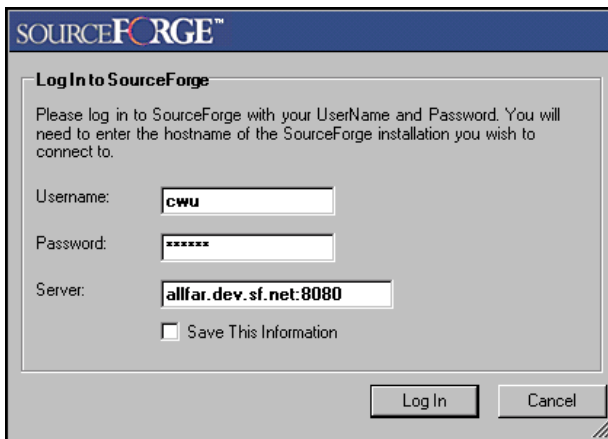 SOURCEFORGE™
Log In to SourceForge
Please log in to SourceForge with your UserName and Password. You will
need to enter the hostname of the SourceForge installation you wish to
connect to.
Username: cwu
Password: ******
Server: allfar.dev.sf.net:8080
Save This Information
Log In Cancel